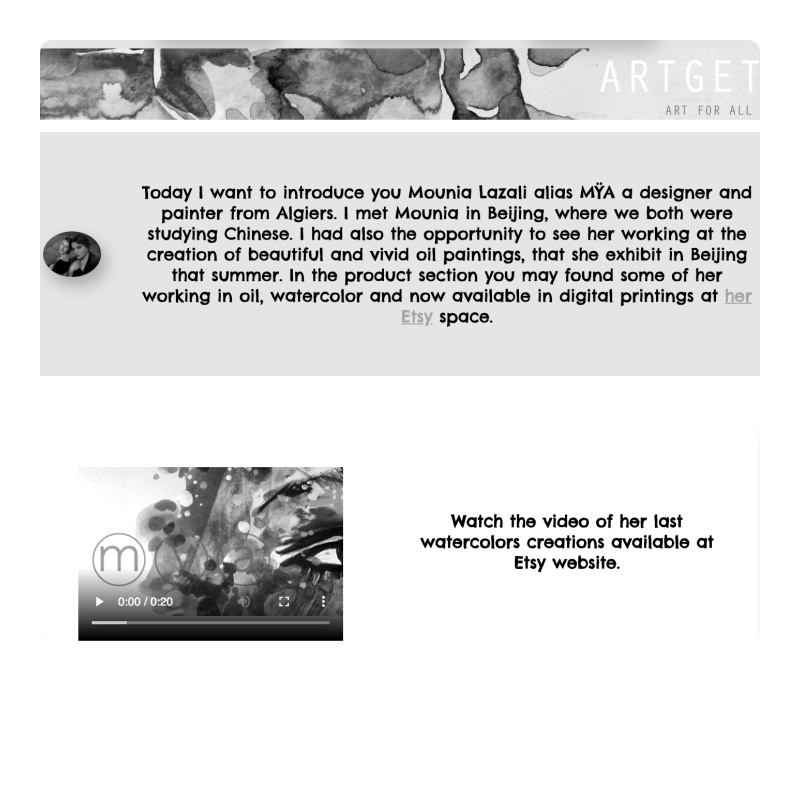 ARTGET
ART FOR ALL
Today I want to introduce you Mounia Lazali alias MŸA a designer and
painter from Algiers. I met Mounia in Beijing, where we both were
studying Chinese. I had also the opportunity to see her working at the
creation of beautiful and vivid oil paintings, that she exhibit in Beijing
that summer. In the product section you may found some of her
working in oil, watercolor and now available in digital printings at her
Etsy space.
mya
0:00 / 0:20
Watch the video of her last
watercolors creations available at
Etsy website.